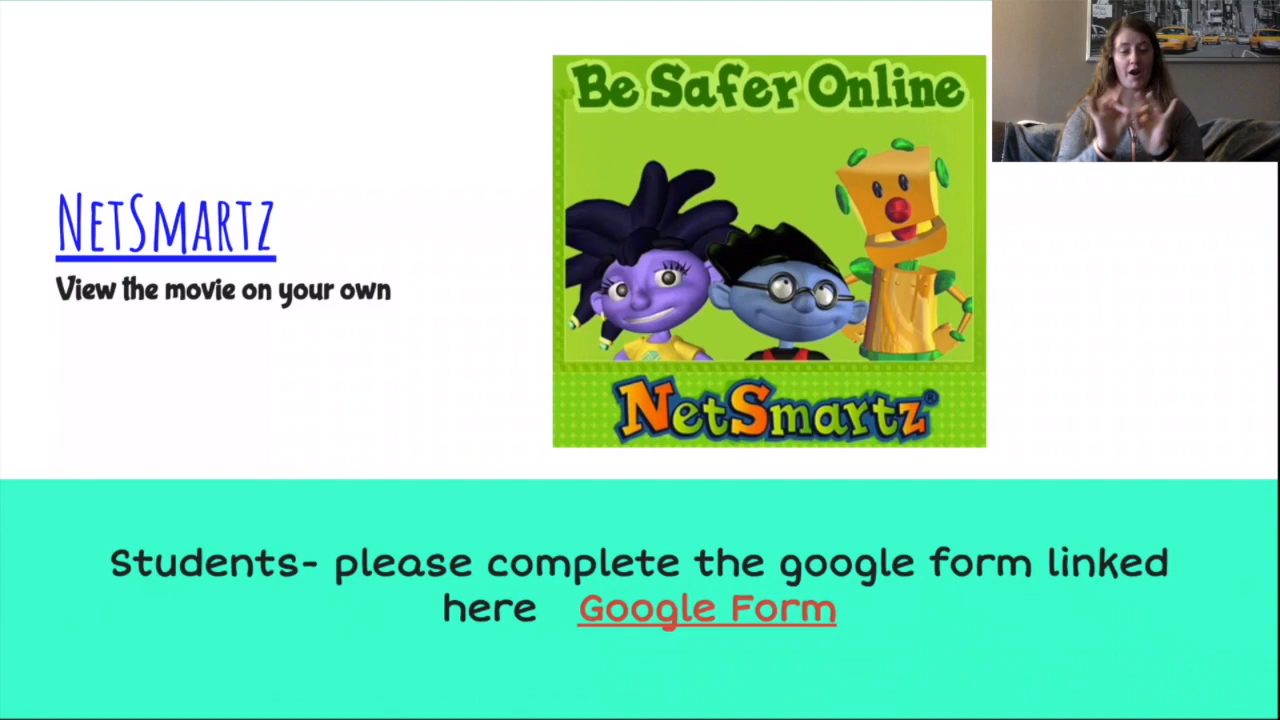 NetSmartz
View the movie on your own
Be Safer Online
NetSmartz®
Students- please complete the google form linked
here Google Form